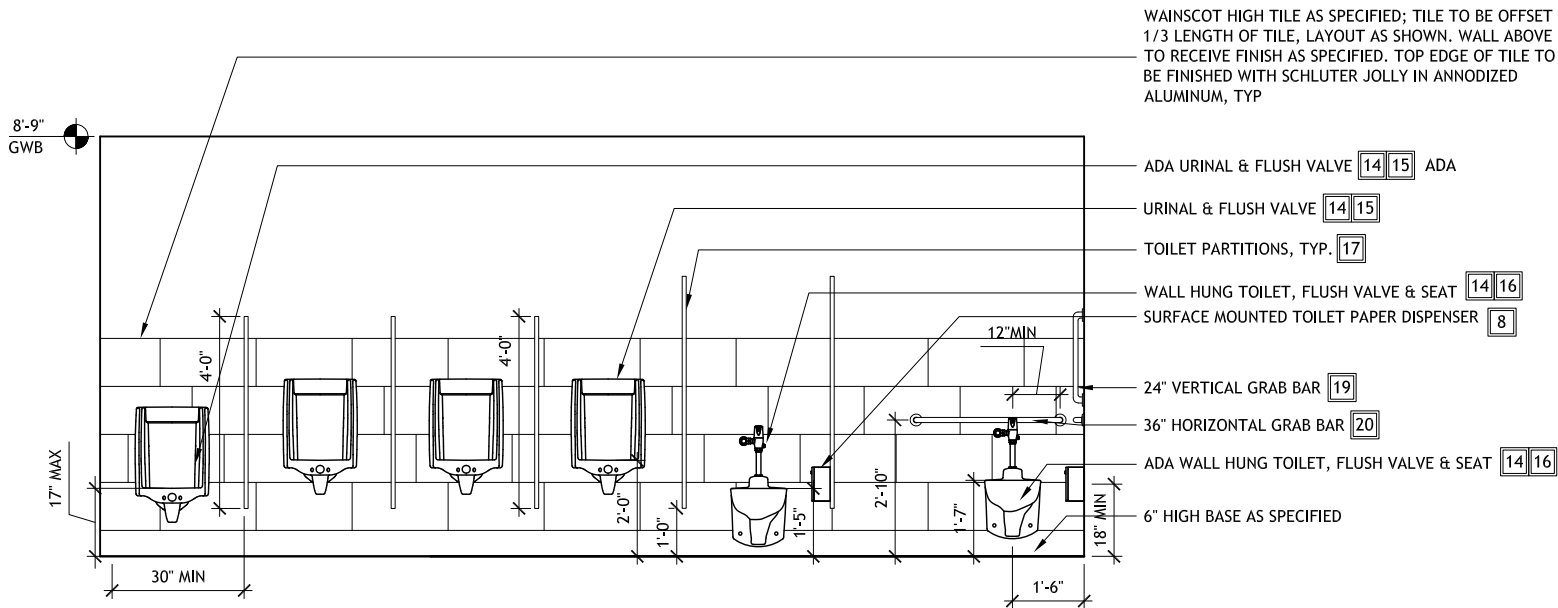 WAINSCOT HIGH TILE AS SPECIFIED; TILE TO BE OFFSET
1/3 LENGTH OF TILE, LAYOUT AS SHOWN. WALL ABOVE
TO RECEIVE FINISH AS SPECIFIED. TOP EDGE OF TILE TO
BE FINISHED WITH SCHLUTER JOLLY IN ANNODIZED
ALUMINUM, TYP
8'-9"
GWB
ADA URINAL & FLUSH VALVE 14 15 ADA
URINAL & FLUSH VALVE 14 15
TOILET PARTITIONS, TYP. 17
WALL HUNG TOILET, FLUSH VALVE & SEAT 14 16
SURFACE MOUNTED TOILET PAPER DISPENSER 8
12"MIN
4'-0"
4'-0"
24" VERTICAL GRAB BAR 19
36" HORIZONTAL GRAB BAR 20
ADA WALL HUNG TOILET, FLUSH VALVE & SEAT 14 16
6" HIGH BASE AS SPECIFIED
17" MAX
2'-0"
1'-0"
1'-5"
2'-10"
1'-7"
18" MIN
30" MIN
1'-6"